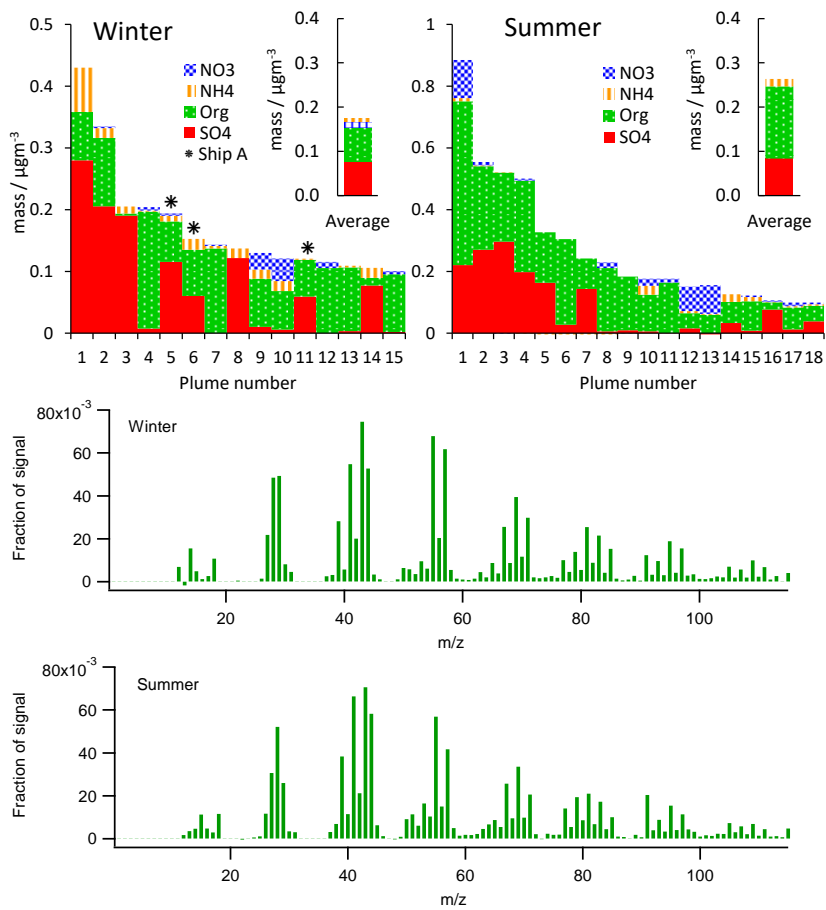 Winter
0.5
0.4
0.3
0.2
0.1
0
mass / µgm-3
NO3
NH4
Org
SO4
* Ship A
* * *
0.4
0.3
0.2
0.1
0.0
mass / µgm-3
Average
1 2 3 4 5 6 7 8 9 10 11 12 13 14 15
Plume number
Summer
1
0.8
0.6
0.4
0.2
0
NO3
NH4
Org
SO4
0.4
0.3
0.2
0.1
0.0
mass / µgm-3
Average
1 2 3 4 5 6 7 8 9 10 11 12 13 14 15 16 17 18
Plume number
80x10-3
60
40
20
0
Fraction of signal
Winter
20 40 60 80 100
m/z
80x10-3
60
40
20
0
Fraction of signal
Summer
20 40 60 80 100
m/z